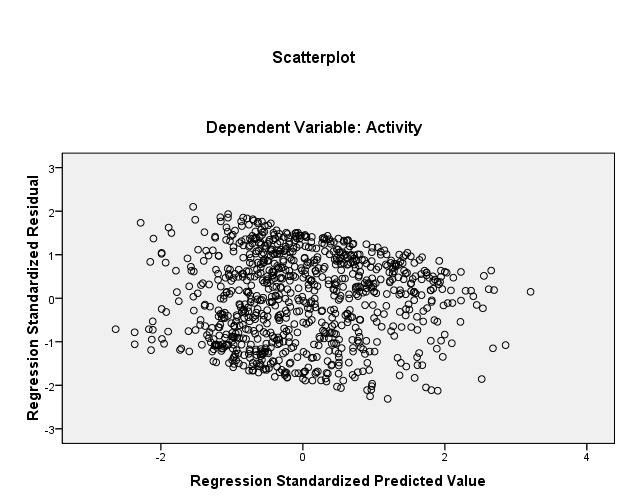 Scatterplot
Dependent Variable: Activity
Regression Standardized Residual
3
2
1
0
-1
-2
-3
-2
0
2
4
Regression Standardized Predicted Value